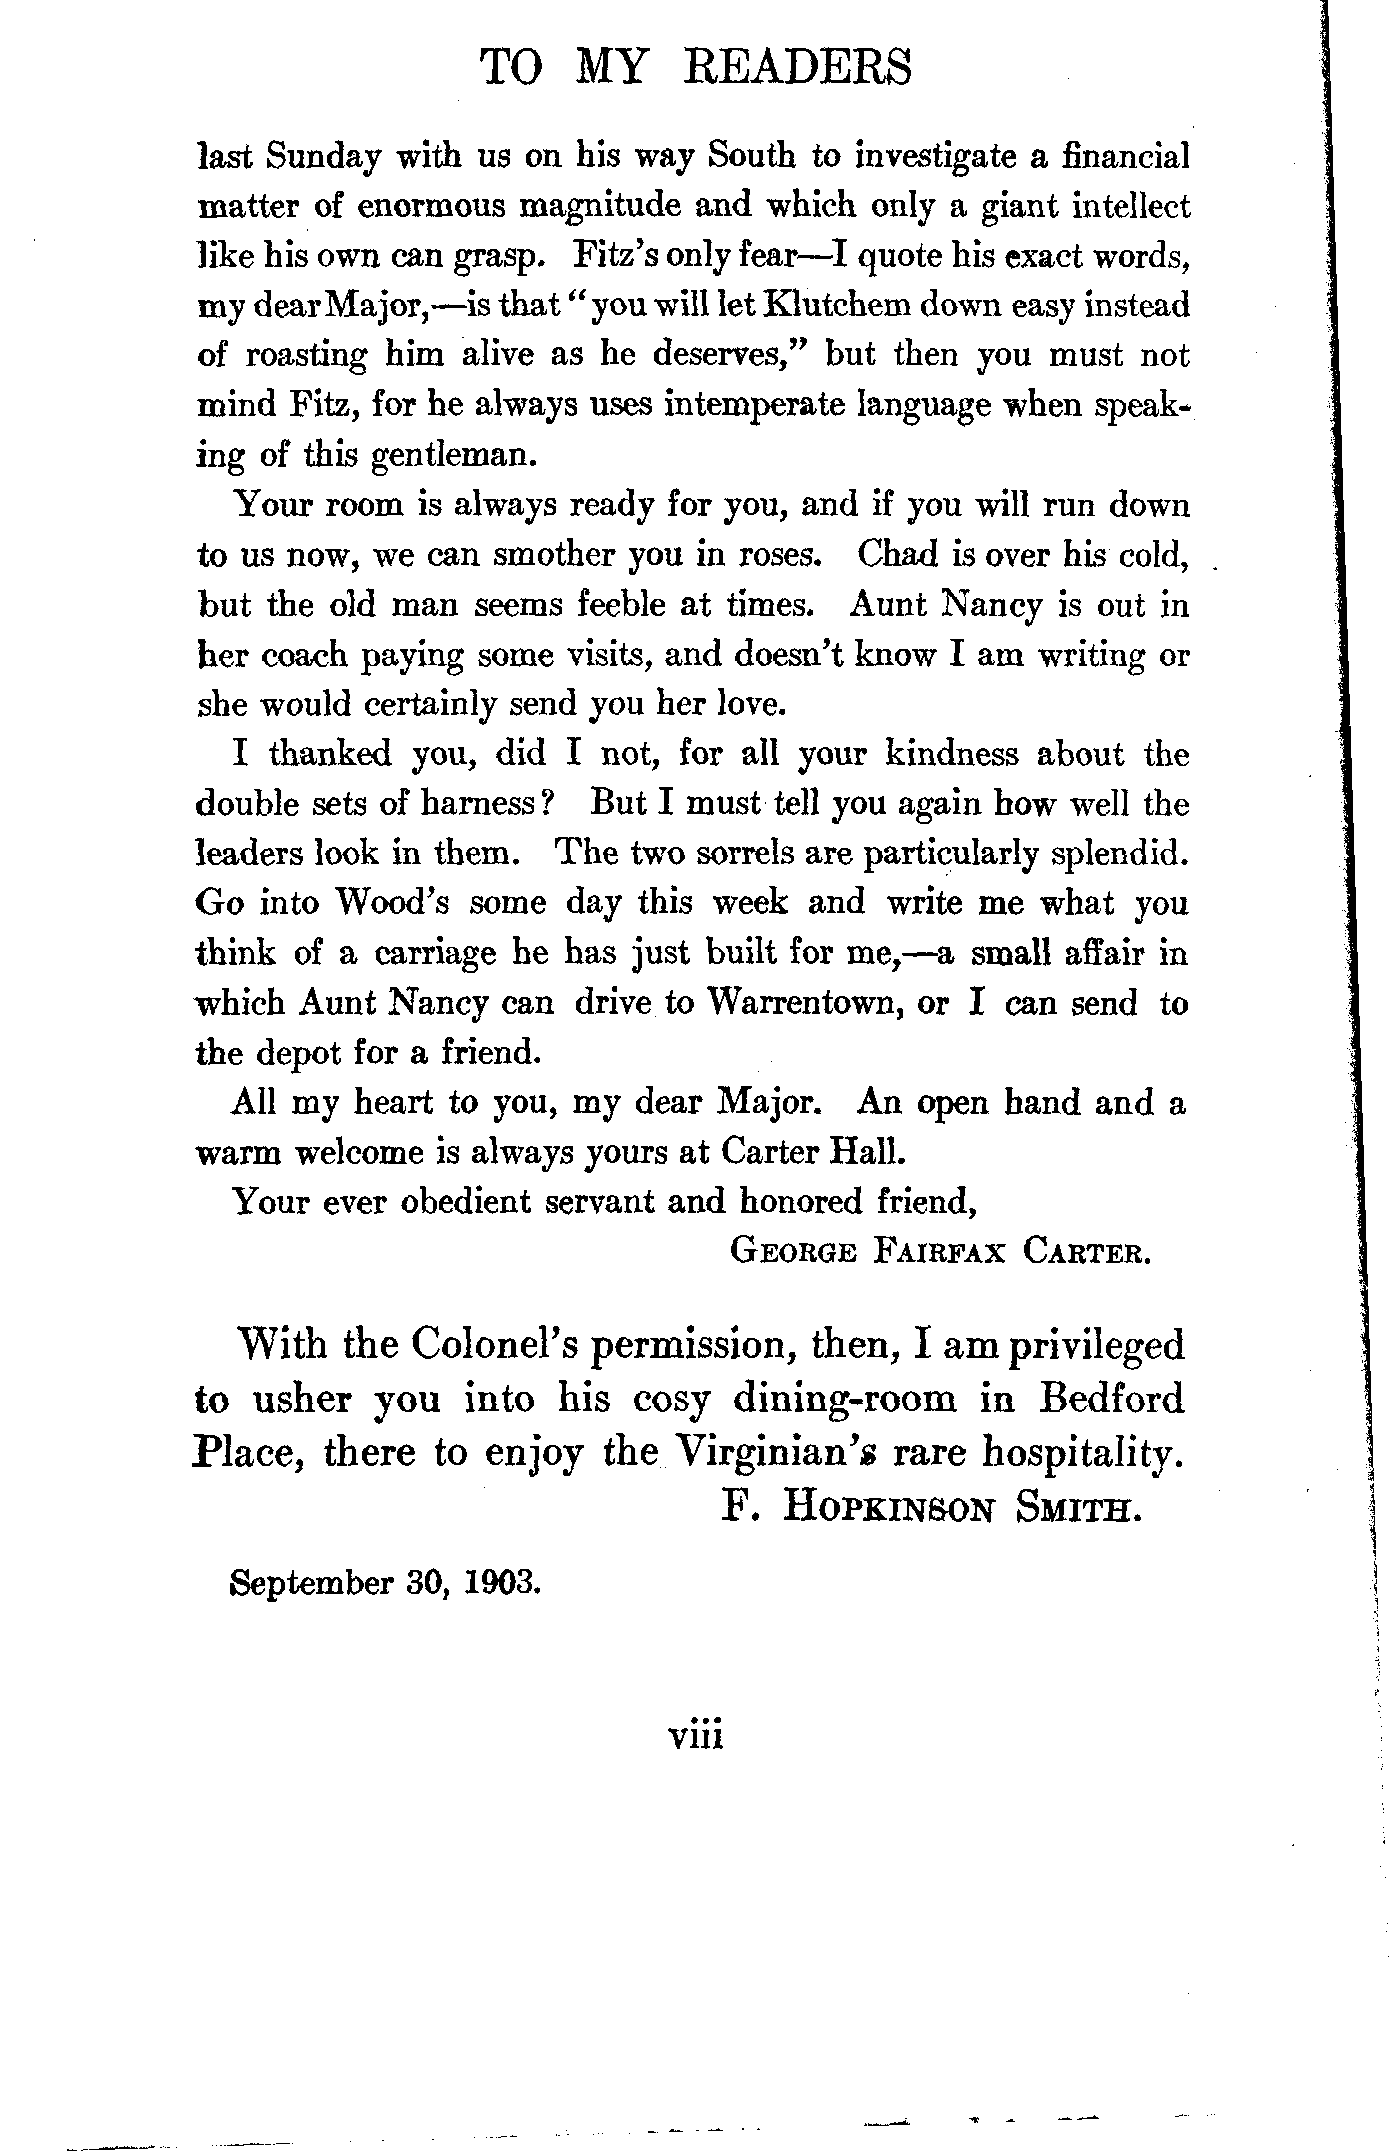 TO MY READERS
last Sunday with us on his way South to investigate a financial
matter of enormous magnitude and which only a giant intellect
like his own can grasp. Fitz's only fear—I quote his exact words,
my dear Major,—is that "you will let Klutchem down easy instead
of roasting him alive as he deserves," but then you must not
mind Fitz, for he always uses intemperate language when speak-
ing of this gentleman.
Your room is always ready for you, and if you will run down
to us now, we can smother you in roses. Chad is over his cold,
but the old man seems feeble at times. Aunt Nancy is out in
her coach paying some visits, and doesn't know I am writing or
she would certainly send you her love.
I thanked you, did I not, for all your kindness about the
double sets of harness? But I must tell you again how well the
leaders look in them. The two sorrels are particularly splendid.
Go into Wood's some day this week and write me what you
think of a carriage he has just built for me,—a small affair in
which Aunt Nancy can drive to Warrentown, or I can send to
the depot for a friend.
All my heart to you, my dear Major. An open hand and a
warm welcome is always yours at Carter Hall.
Your ever obedient servant and honored friend,
GEORGE FAIRFAX CARTER.
With the Colonel's permission, then, I am privileged
to usher you into his cosy dining-room in Bedford
Place, there to enjoy the Virginian's rare hospitality.
F. HOPKINSON SMITH.
September 30, 1903.
viii